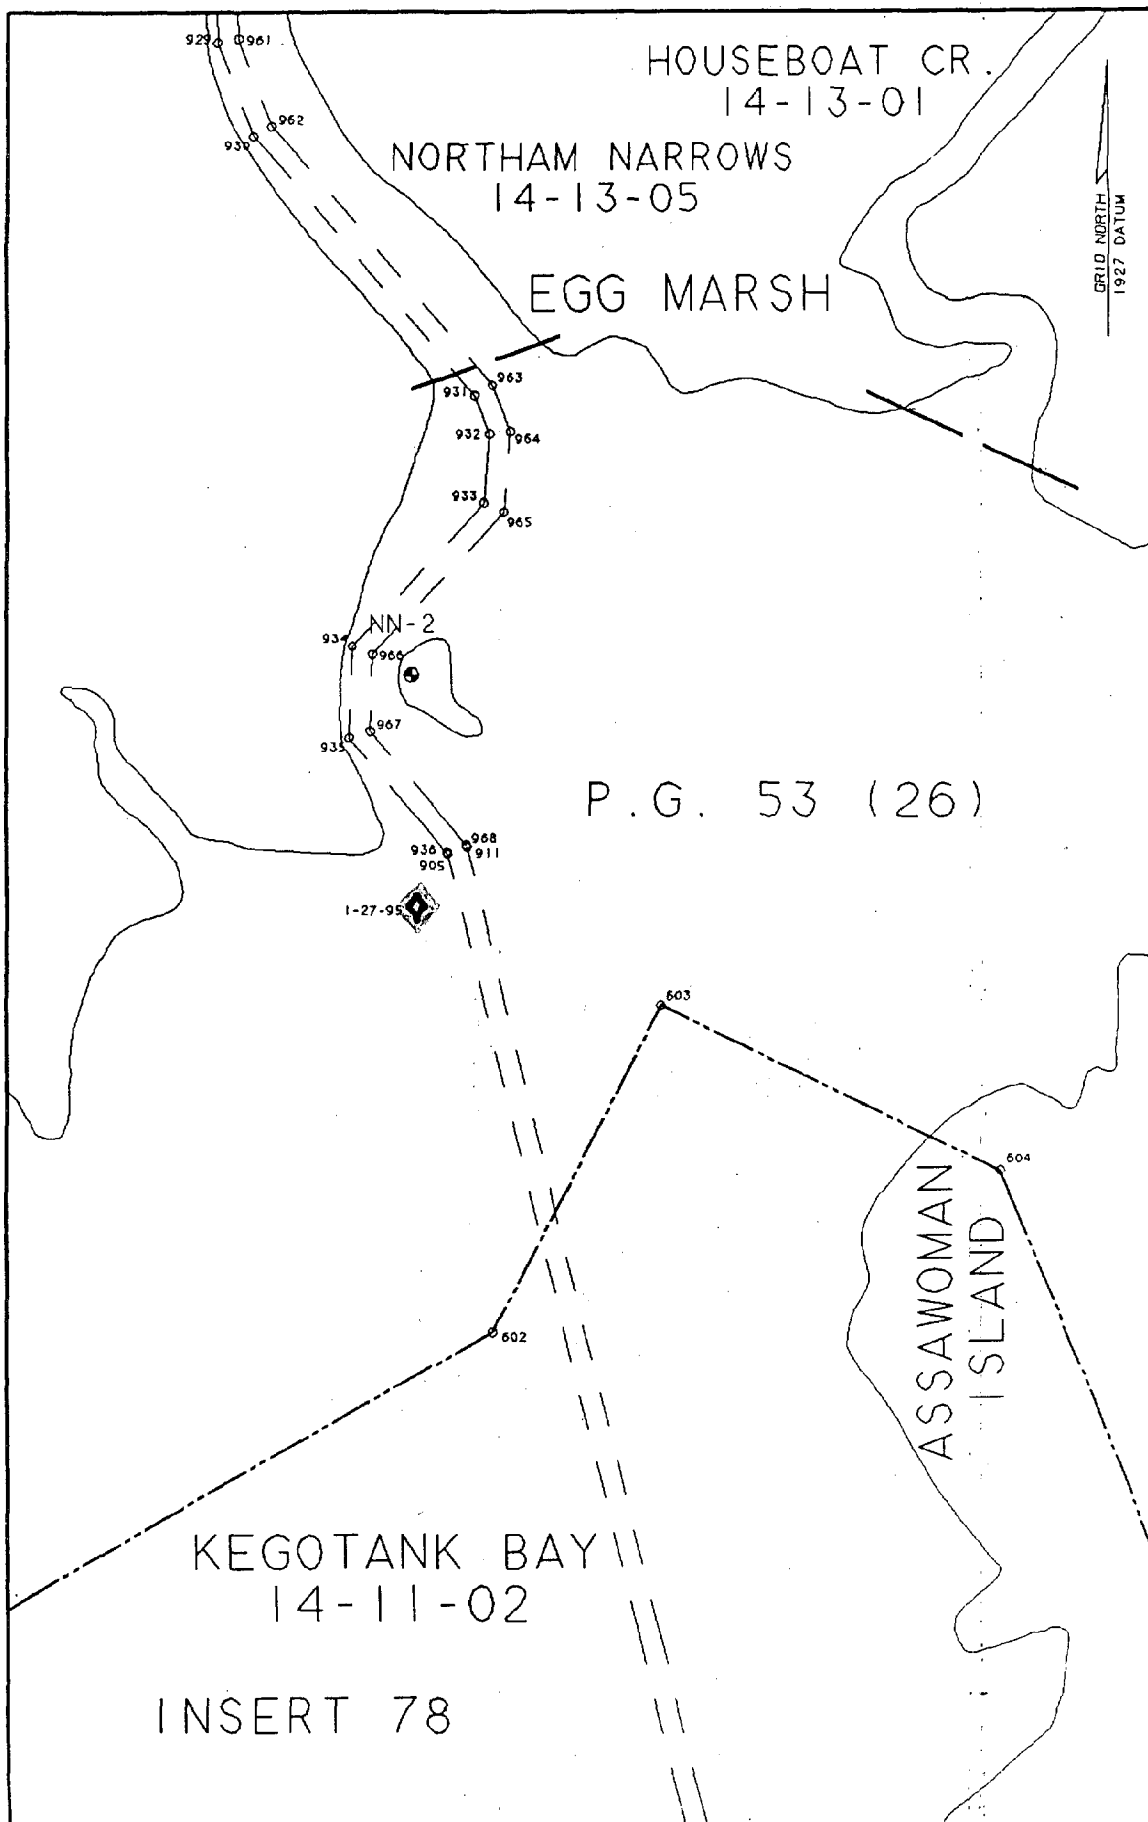 929
961
HOUSEBOAT CR.
14-13-01
962
930
NORTHAM NARROWS
14-13-05
GRID NORTH
1927 DATUM
EGG MARSH
963
931
932
964
933
965
934
NN-2
966
967
935
P.G. 53 (26)
936
968
905
911
1-27-95
603
604
ASSAWOMAN
ISLAND
602
KEGOTANK BAY
14-11-02
INSERT 78